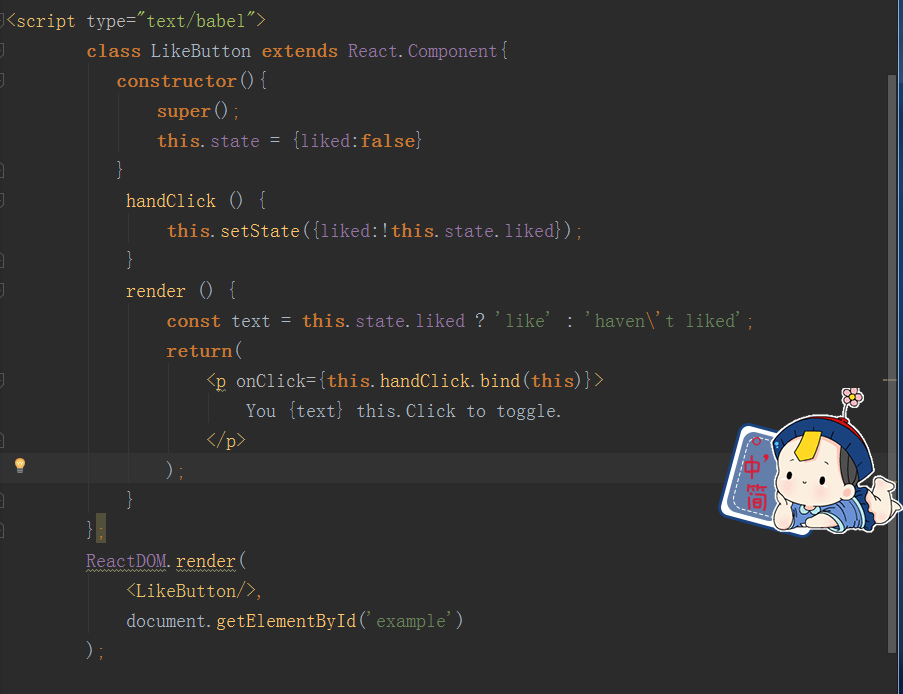 <script type="text/babel">
class LikeButton extends React.Component{
constructor(){
super();
this.state = {liked:false}
}
handClick () {
this.setState({liked:!this.state.liked});
}
render () {
const text = this.state.liked ? 'like' : 'haven\'t liked';
return(
<p onClick={this.handClick.bind(this)}>
You {text} this.Click to toggle.
</p>
);
}
};
ReactDOM.render(
<LikeButton/>,
document.getElementById('example')
);
中
简